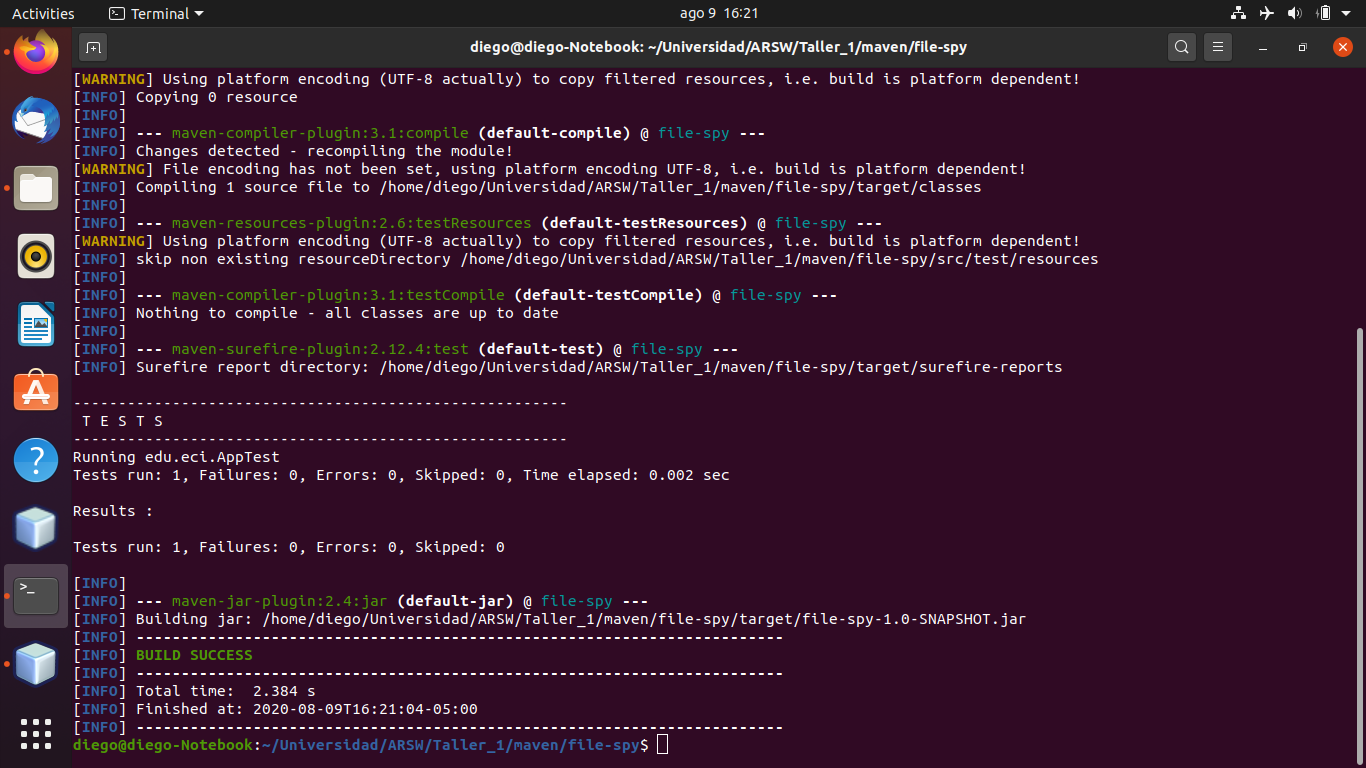 Activities Terminal ago 9 16:21
diego@diego-Notebook: ~/Universidad/ARSW/Taller_1/maven/file-spy
[WARNING] Using platform encoding (UTF-8 actually) to copy filtered resources, i.e. build is platform dependent!
[INFO] Copying 0 resource
[INFO]
[INFO] --- maven-compiler-plugin:3.1:compile (default-compile) @ file-spy ---
[INFO] Changes detected - recompiling the module!
[WARNING] File encoding has not been set, using platform encoding UTF-8, i.e. build is platform dependent!
[INFO] Compiling 1 source file to /home/diego/Universidad/ARSW/Taller_1/maven/file-spy/target/classes
[INFO]
[INFO] --- maven-resources-plugin:2.6:testResources (default-testResources) @ file-spy ---
[WARNING] Using platform encoding (UTF-8 actually) to copy filtered resources, i.e. build is platform dependent!
[INFO] skip non existing resourceDirectory /home/diego/Universidad/ARSW/Taller_1/maven/file-spy/src/test/resources
[INFO]
[INFO] --- maven-compiler-plugin:3.1:testCompile (default-testCompile) @ file-spy ---
[INFO] Nothing to compile - all classes are up to date
[INFO]
[INFO] --- maven-surefire-plugin:2.12.4:test (default-test) @ file-spy ---
[INFO] Surefire report directory: /home/diego/Universidad/ARSW/Taller_1/maven/file-spy/target/surefire-reports
-------------------------------------------------------
 T E S T S
-------------------------------------------------------
Running edu.eci.AppTest
Tests run: 1, Failures: 0, Errors: 0, Skipped: 0, Time elapsed: 0.002 sec
Results :
Tests run: 1, Failures: 0, Errors: 0, Skipped: 0
[INFO]
[INFO] --- maven-jar-plugin:2.4:jar (default-jar) @ file-spy ---
[INFO] Building jar: /home/diego/Universidad/ARSW/Taller_1/maven/file-spy/target/file-spy-1.0-SNAPSHOT.jar
[INFO] ------------------------------------------------------------------------
[INFO] BUILD SUCCESS
[INFO] ------------------------------------------------------------------------
[INFO] Total time:  2.384 s
[INFO] Finished at: 2020-08-09T16:21:04-05:00
[INFO] ------------------------------------------------------------------------
diego@diego-Notebook:~/Universidad/ARSW/Taller_1/maven/file-spy$